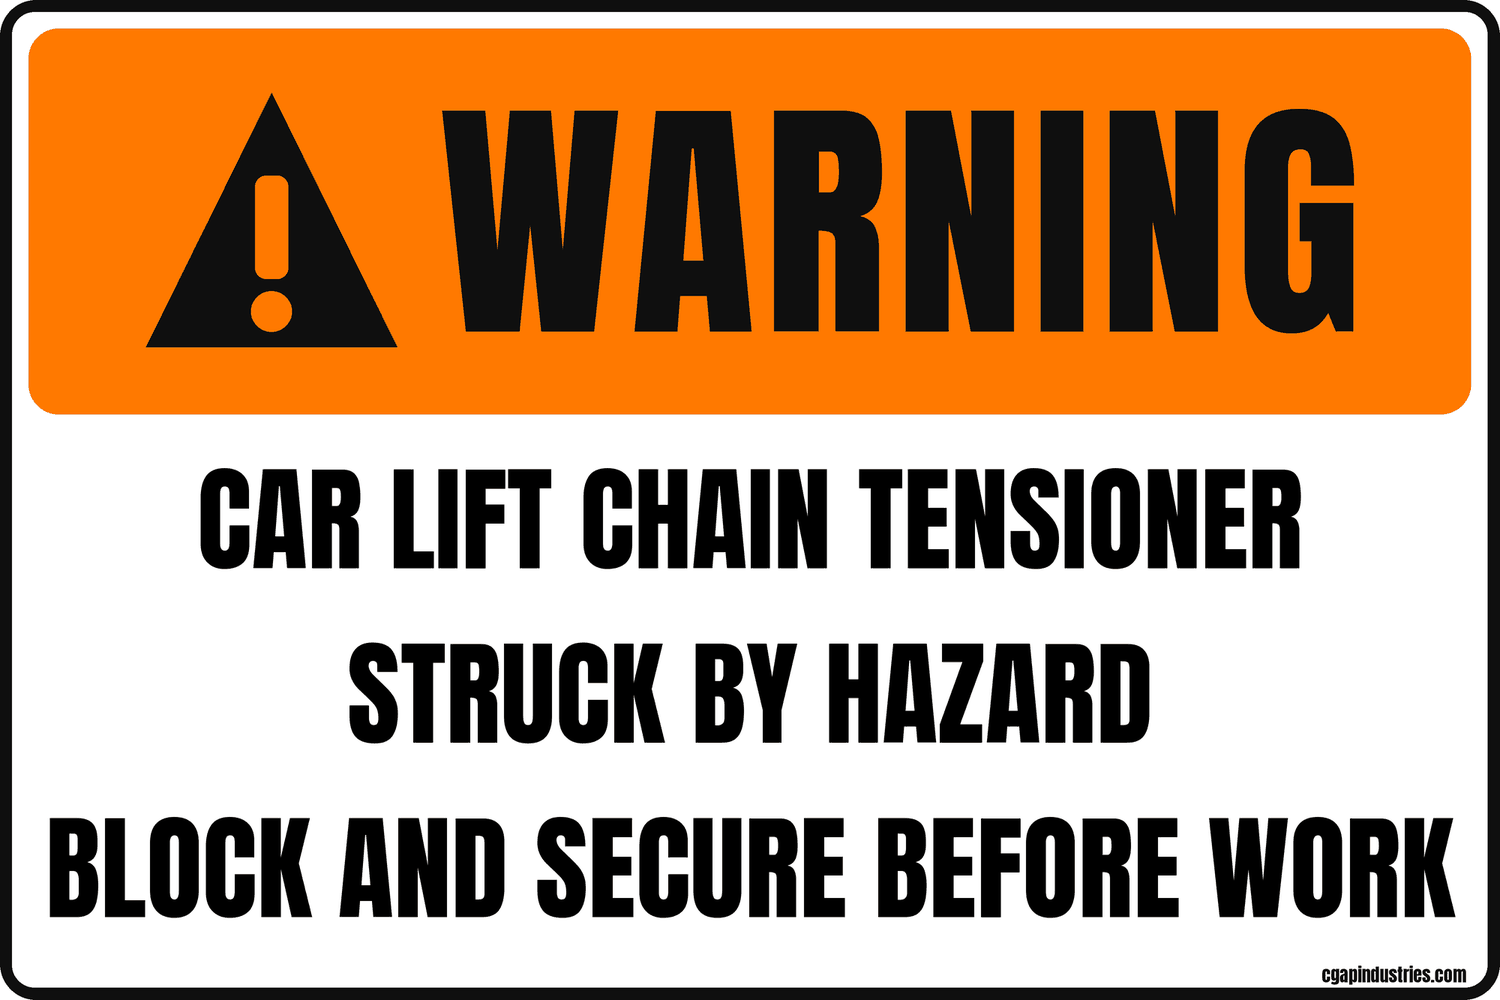 WARNING
CAR LIFT CHAIN TENSIONER
STRUCK BY HAZARD
BLOCK AND SECURE BEFORE WORK
cgapindustries.com